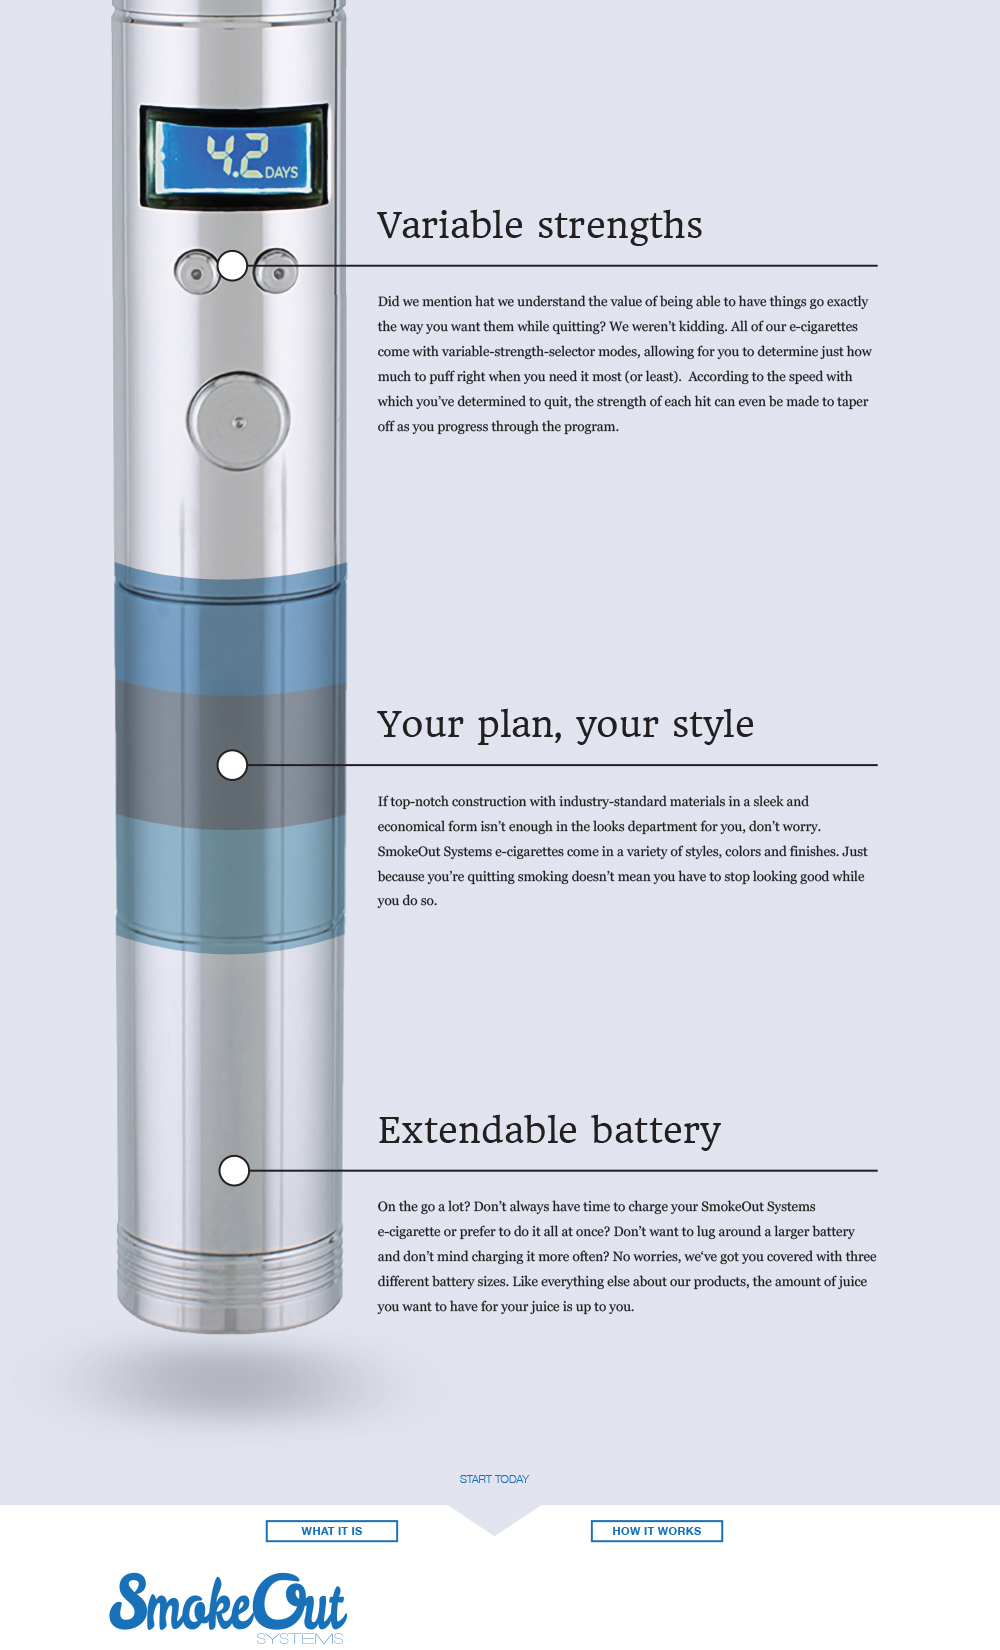 4.2 DAYS
Variable strengths
Did we mention hat we understand the value of being able to have things go exactly
the way you want them while quitting? We weren’t kidding. All of our e-cigarettes
come with variable-strength-selector modes, allowing for you to determine just how
much to puff right when you need it most (or least).  According to the speed with
which you’ve determined to quit, the strength of each hit can even be made to taper
off as you progress through the program.
Your plan, your style
If top-notch construction with industry-standard materials in a sleek and
economical form isn’t enough in the looks department for you, don’t worry.
SmokeOut Systems e-cigarettes come in a variety of styles, colors and finishes. Just
because you’re quitting smoking doesn’t mean you have to stop looking good while
you do so.
Extendable battery
On the go a lot? Don’t always have time to charge your SmokeOut Systems
e-cigarette or prefer to do it all at once? Don’t want to lug around a larger battery
and don’t mind charging it more often? No worries, we‘ve got you covered with three
different battery sizes. Like everything else about our products, the amount of juice
you want to have for your juice is up to you.
START TODAY
WHAT IT IS
HOW IT WORKS
SmokeOut
SYSTEMS